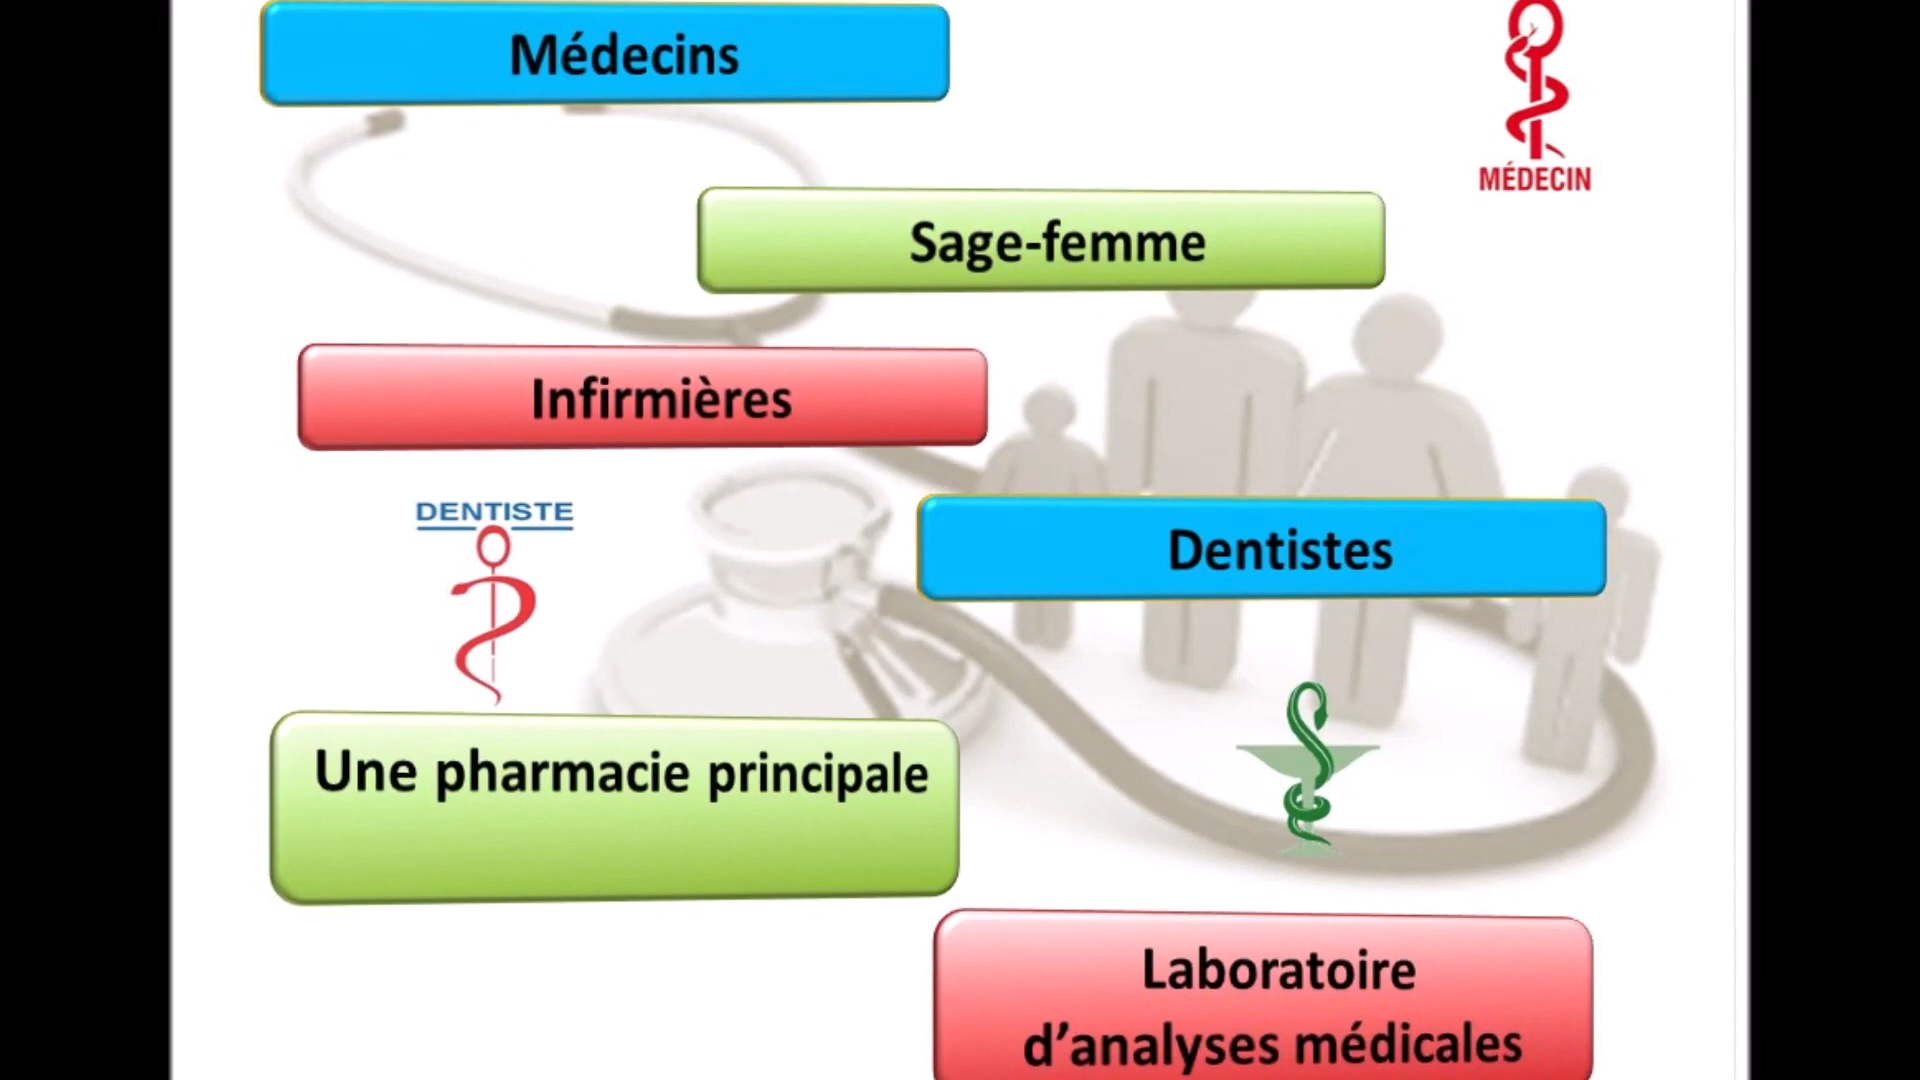 Médecins
MÉDECIN
Sage-femme
Infirmières
DENTISTE
Dentistes
Une pharmacie principale
Laboratoire
d’analyses médicales